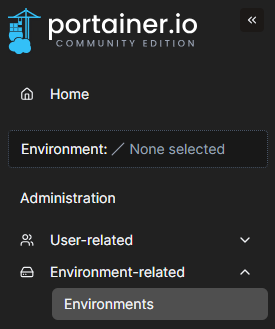 portainer.io
COMMUNITY EDITION
Home
Environment: None selected
Administration
User-related
Environment-related
Environments